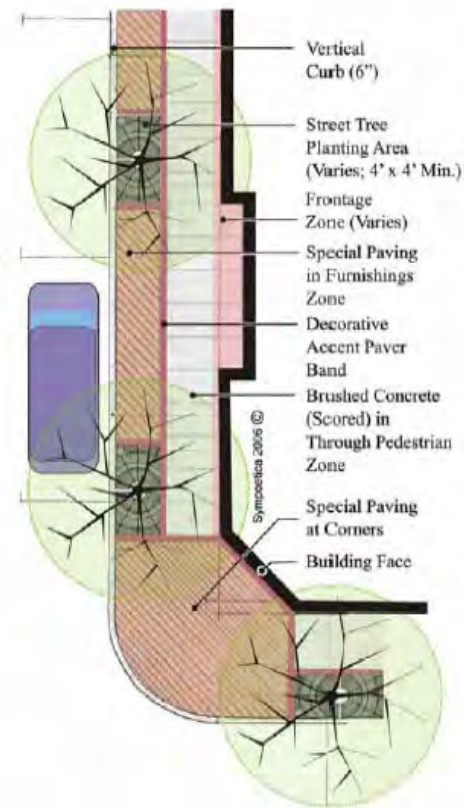 Vertical
Curb (6")
Street Tree
Planting Area
(Varies; 4' x 4' Min.)
Frontage
Zone (Varies)
Special Paving
in Furnishings
Zone
Decorative
Accent Paver
Band
Brushed Concrete
(Scored) in
Through Pedestrian
Zone
Sympoetica 2006 ©
Special Paving
at Corners
Building Face